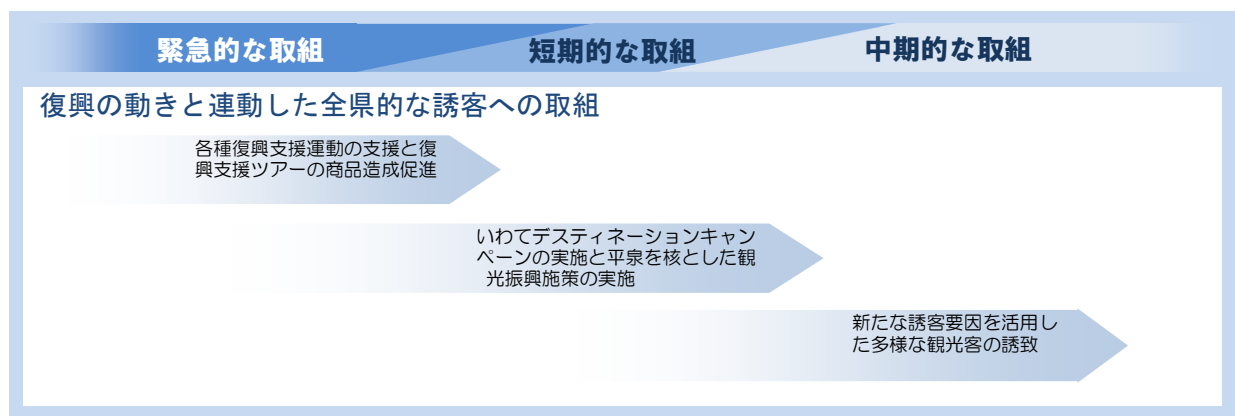 緊急的な取組
短期的な取組
中期的な取組
復興の動きと連動した全県的な誘客への取組
各種復興支援運動の支援と復
興支援ツアーの商品造成促進
いわてデスティネーションキャン
ペーンの実施と平泉を核とした観
光振興施策の実施
新たな誘客要因を活用し
た多様な観光客の誘致